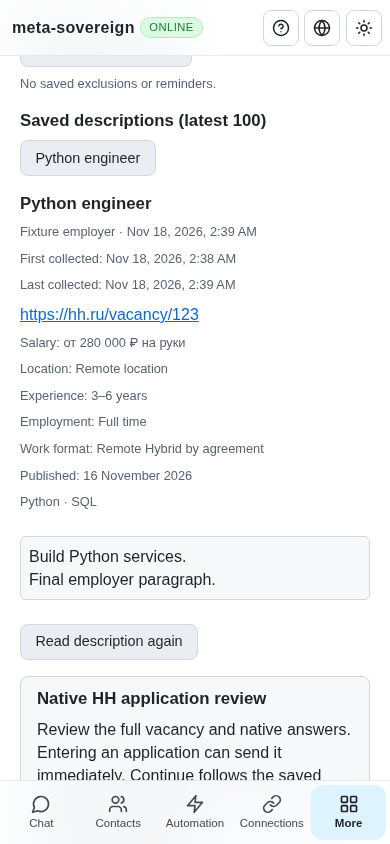 meta-sovereign ONLINE
No saved exclusions or reminders.
Saved descriptions (latest 100)
Python engineer
Python engineer
Fixture employer · Nov 18, 2026, 2:39 AM
First collected: Nov 18, 2026, 2:38 AM
Last collected: Nov 18, 2026, 2:39 AM
https://hh.ru/vacancy/123
Salary: от 280 000 ₽ на руки
Location: Remote location
Experience: 3–6 years
Employment: Full time
Work format: Remote Hybrid by agreement
Published: 16 November 2026
Python · SQL
Build Python services.
Final employer paragraph.
Read description again
Native HH application review
Review the full vacancy and native answers.
Entering an application can send it
immediately. Continue follows the saved
Chat Contacts Automation Connections More